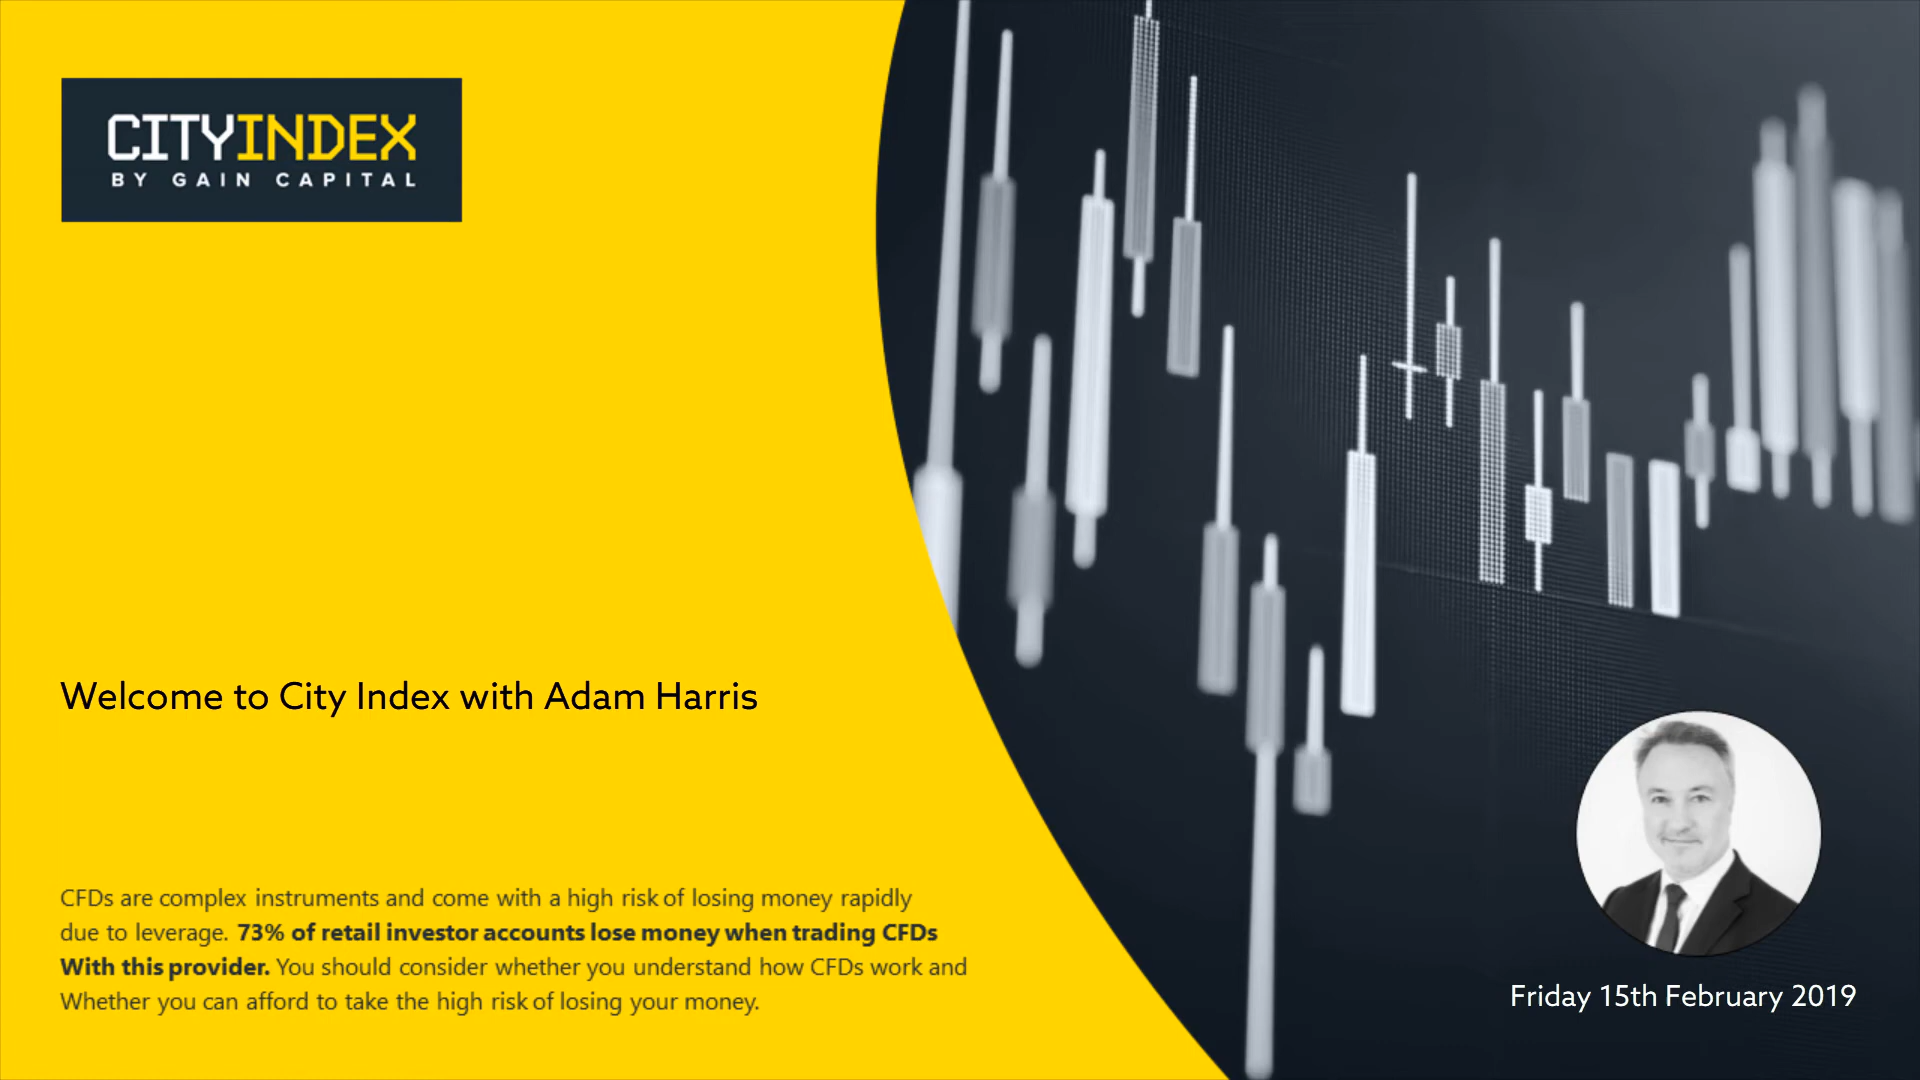 CITYINDEX
BY GAIN CAPITAL
Welcome to City Index with Adam Harris
CFDs are complex instruments and come with a high risk of losing money rapidly
due to leverage. 73% of retail investor accounts lose money when trading CFDs
With this provider. You should consider whether you understand how CFDs work and
Whether you can afford to take the high risk of losing your money.
Friday 15th February 2019